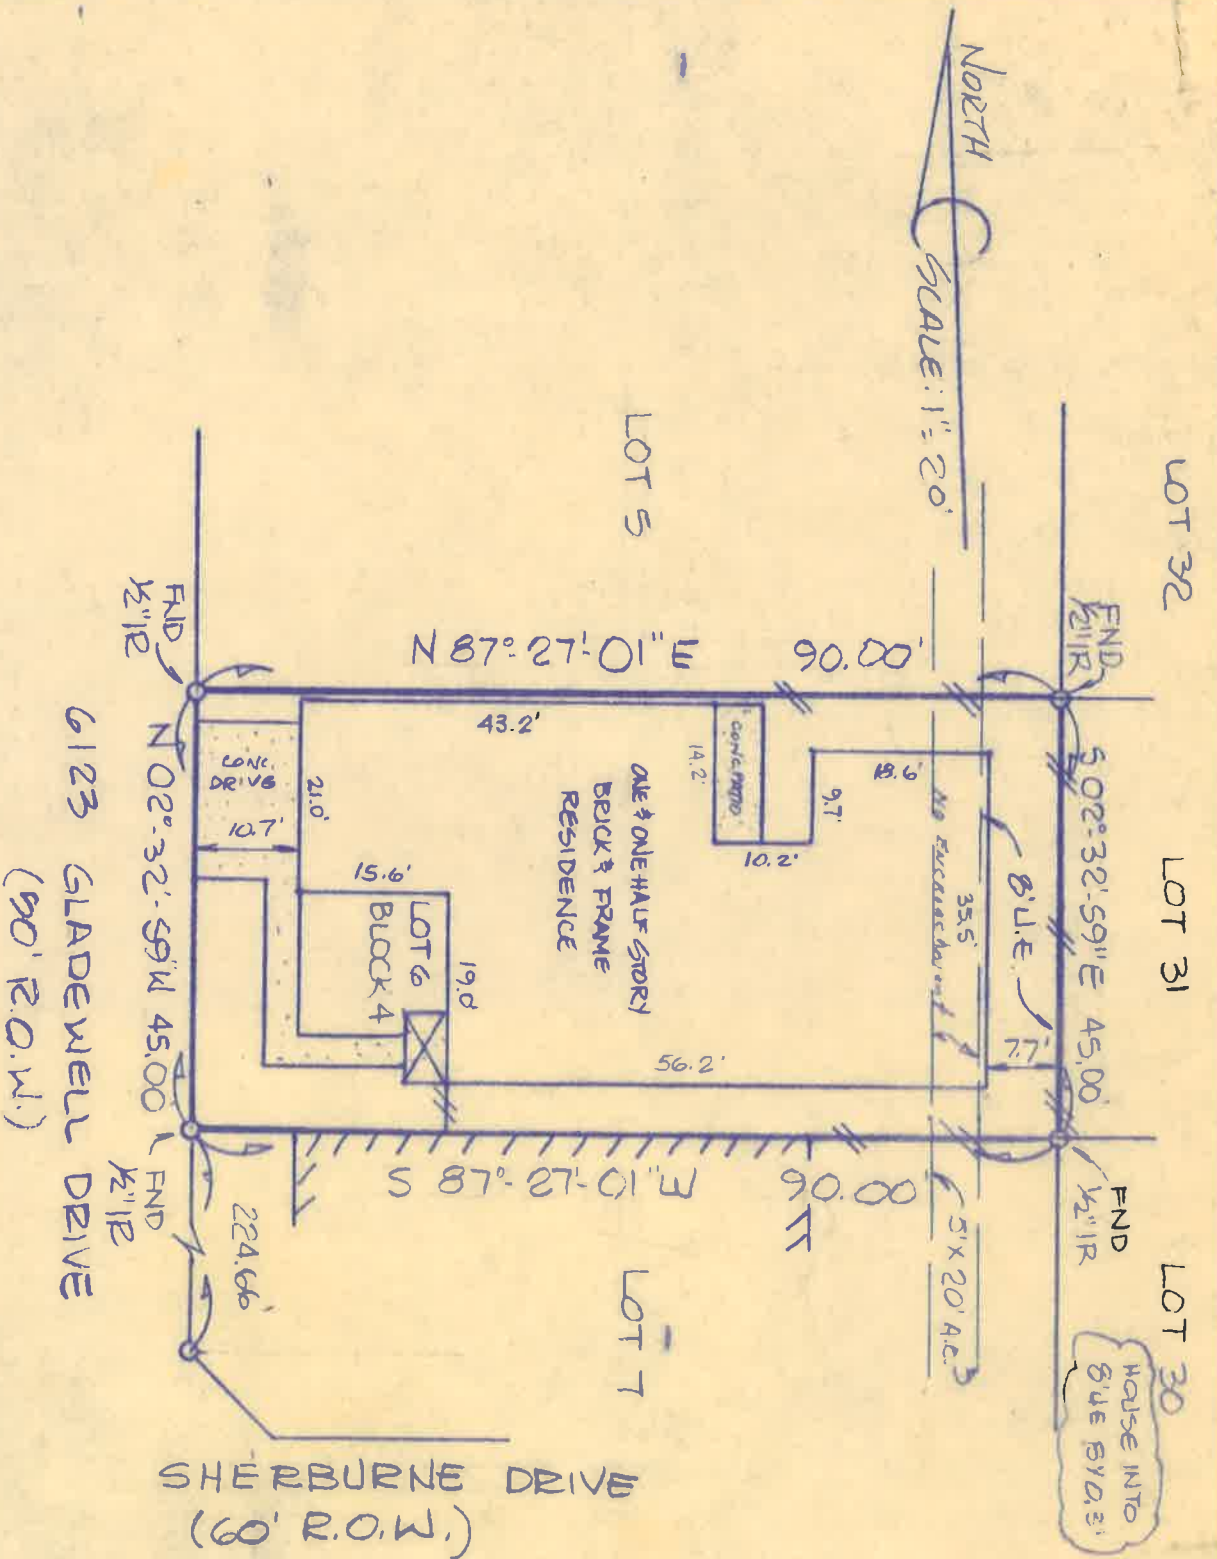 NORTH
SCALE: 1"= 20'
LOT 32
LOT 31
LOT 30
FND
½" IR
S 02°-32'-59" E 45.00'
FND
½" IR
HOUSE INTO
8' UE BY 0.3'
LOT 5
N 87°-27'-01" E 90.00'
8' U.E.
7.7'
35.5
18.6'
9.7'
10.2'
CONC. PATIO
14.2'
43.2'
ONE & ONE HALF STORY
BRICK & FRAME
RESIDENCE
56.2'
19.0'
15.6'
LOT 6
BLOCK 4
21.0'
CONC.
DRIVE
10.7'
NO ENCROACHMENT
5' X 20' A.E.
S 87°-27'-01" W 90.00'
LOT 7
FND
½" IR
N 02°-32'-59" W 45.00
FND
½" IR
224.66'
6123 GLADEWELL DRIVE
(50' R.O.W.)
SHERBURNE DRIVE
(60' R.O.W.)